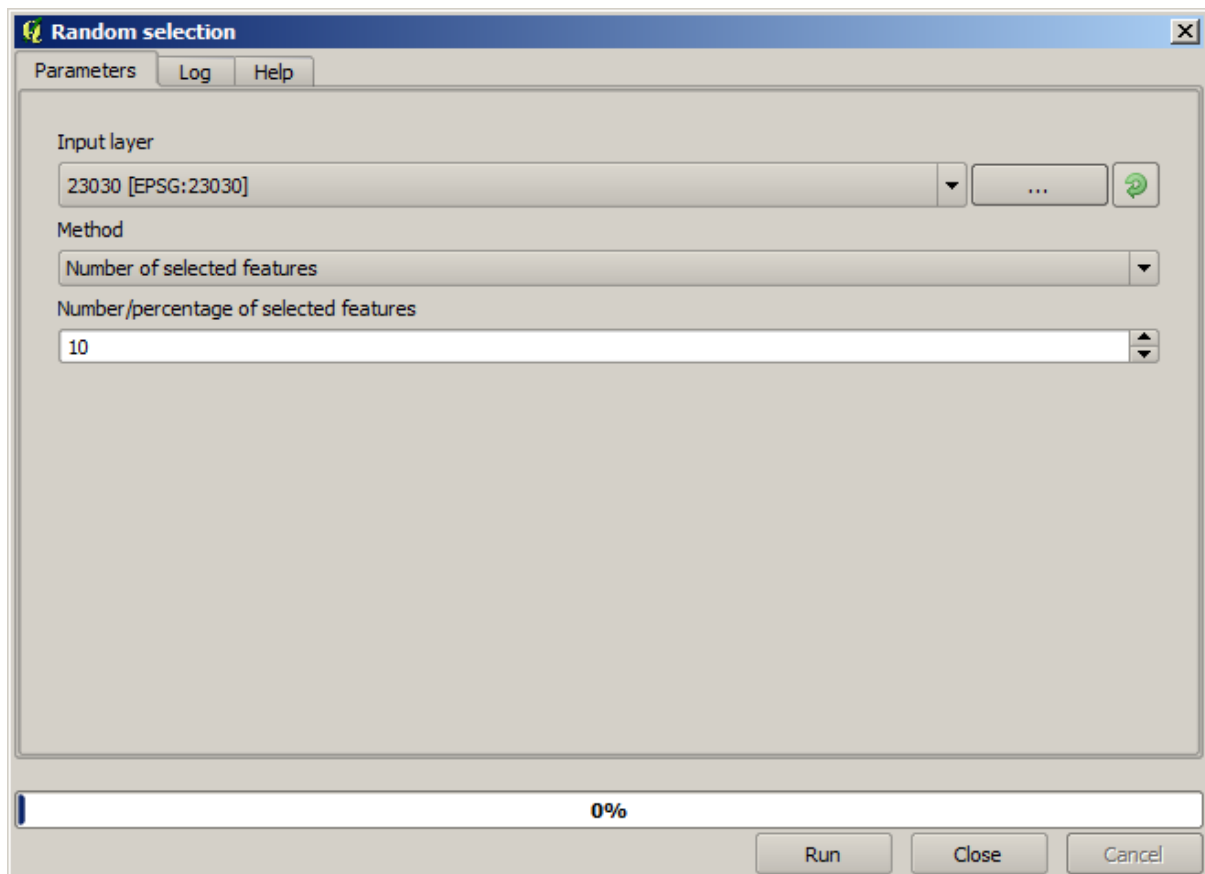 Random selection
Parameters Log Help
Input layer
23030 [EPSG:23030]
...
Method
Number of selected features
Number/percentage of selected features
10
0%
Run Close Cancel